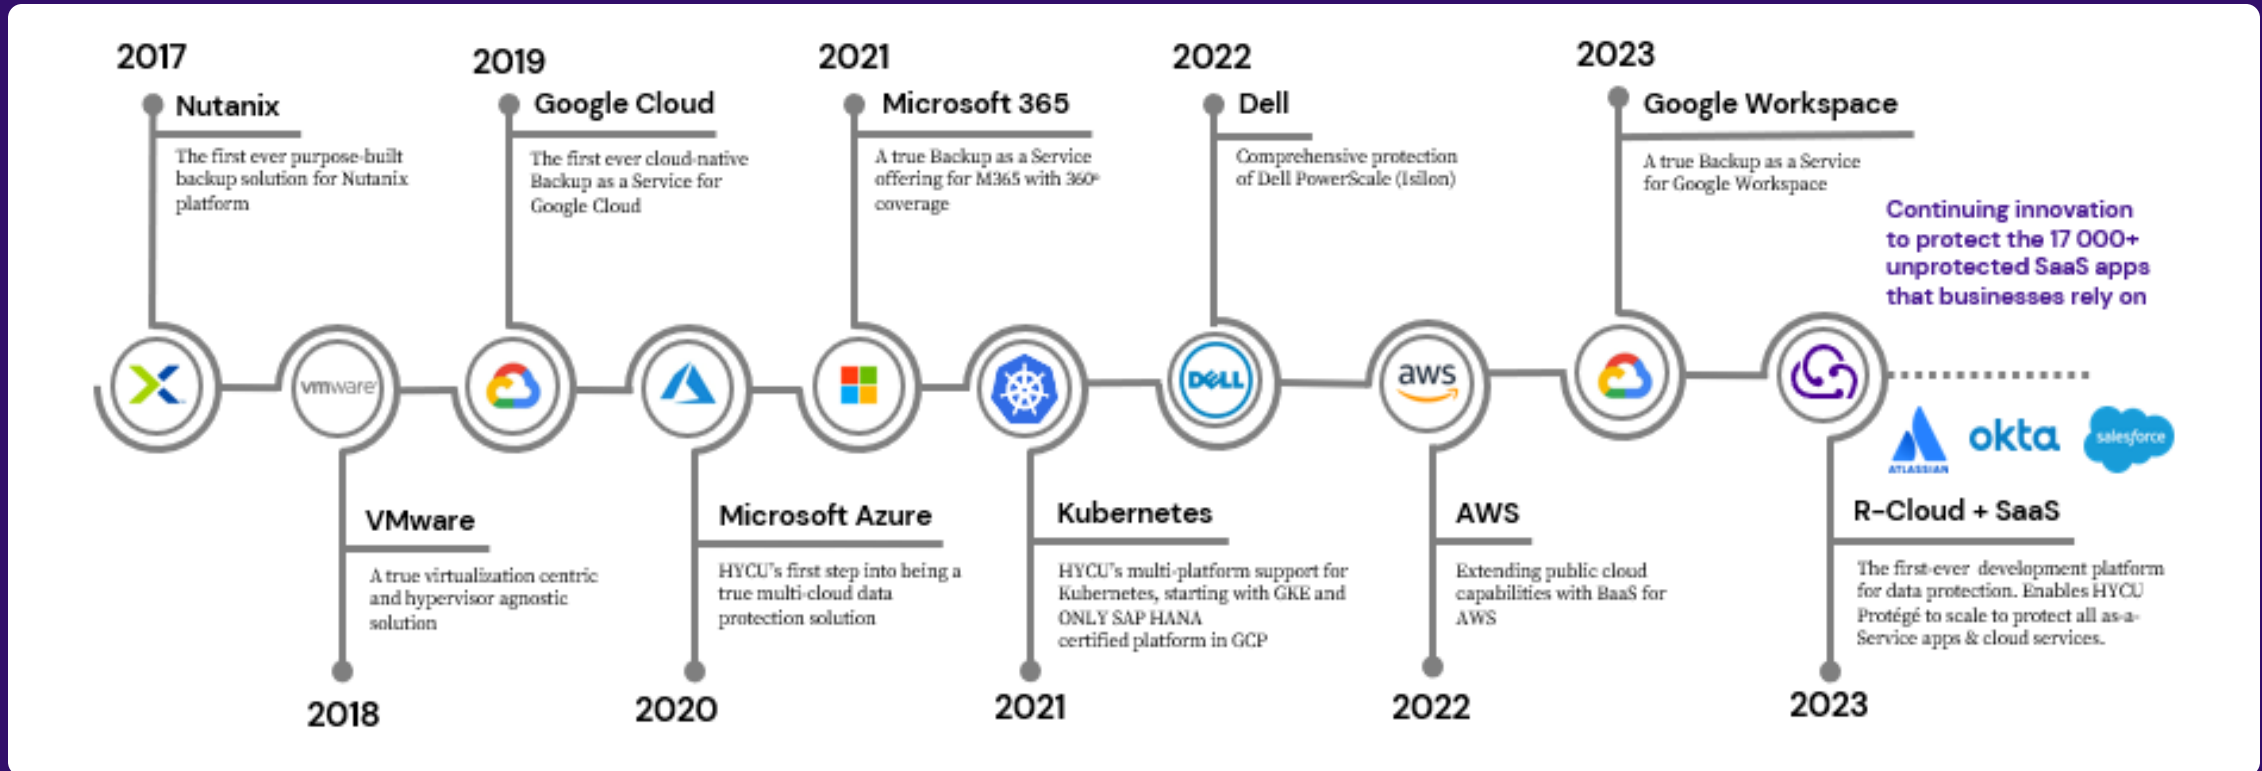 2017
Nutanix
The first ever purpose-built
backup solution for Nutanix
platform
2019
Google Cloud
The first ever cloud-native
Backup as a Service for
Google Cloud
2021
Microsoft 365
A true Backup as a Service
offering for M365 with 360°
coverage
2022
Dell
Comprehensive protection
of Dell PowerScale (Isilon)
2023
Google Workspace
A true Backup as a Service
for Google Workspace
Continuing innovation
to protect the 17 000+
unprotected SaaS apps
that businesses rely on
vmware
DELL
aws
ATLASSIAN
okta
salesforce
VMware
A true virtualization centric
and hypervisor agnostic
solution
2018
Microsoft Azure
HYCU's first step into being a
true multi-cloud data
protection solution
2020
Kubernetes
HYCU's multi-platform support for
Kubernetes, starting with GKE and
ONLY SAP HANA
certified platform in GCP
2021
AWS
Extending public cloud
capabilities with BaaS for
AWS
2022
R-Cloud + SaaS
The first-ever development platform
for data protection. Enables HYCU
Protégé to scale to protect all as-a-
Service apps & cloud services.
2023